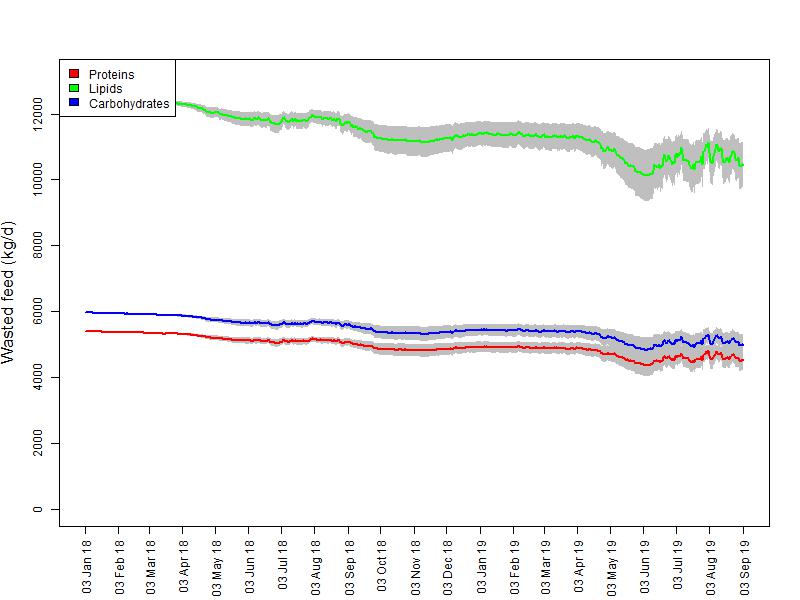 Proteins
Lipids
Carbohydrates
Wasted feed (kg/d)
12000
10000
8000
6000
4000
2000
0
03 Jan 18
03 Feb 18
03 Mar 18
03 Apr 18
03 May 18
03 Jun 18
03 Jul 18
03 Aug 18
03 Sep 18
03 Oct 18
03 Nov 18
03 Dec 18
03 Jan 19
03 Feb 19
03 Mar 19
03 Apr 19
03 May 19
03 Jun 19
03 Jul 19
03 Aug 19
03 Sep 19